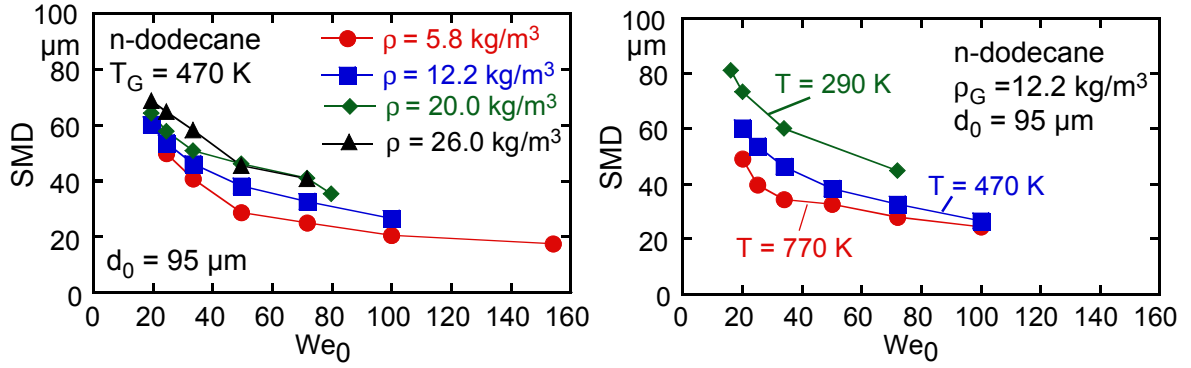 100
µm
80
60
40
20
0
SMD
n-dodecane
T_G = 470 K
ρ = 5.8 kg/m³
ρ = 12.2 kg/m³
ρ = 20.0 kg/m³
ρ = 26.0 kg/m³
d₀ = 95 µm
0 20 40 60 80 100 120 140 160
We₀
100
µm
80
60
40
20
0
SMD
T = 290 K
n-dodecane
ρ_G =12.2 kg/m³
d₀ = 95 µm
T = 470 K
T = 770 K
0 20 40 60 80 100 120 140 160
We₀